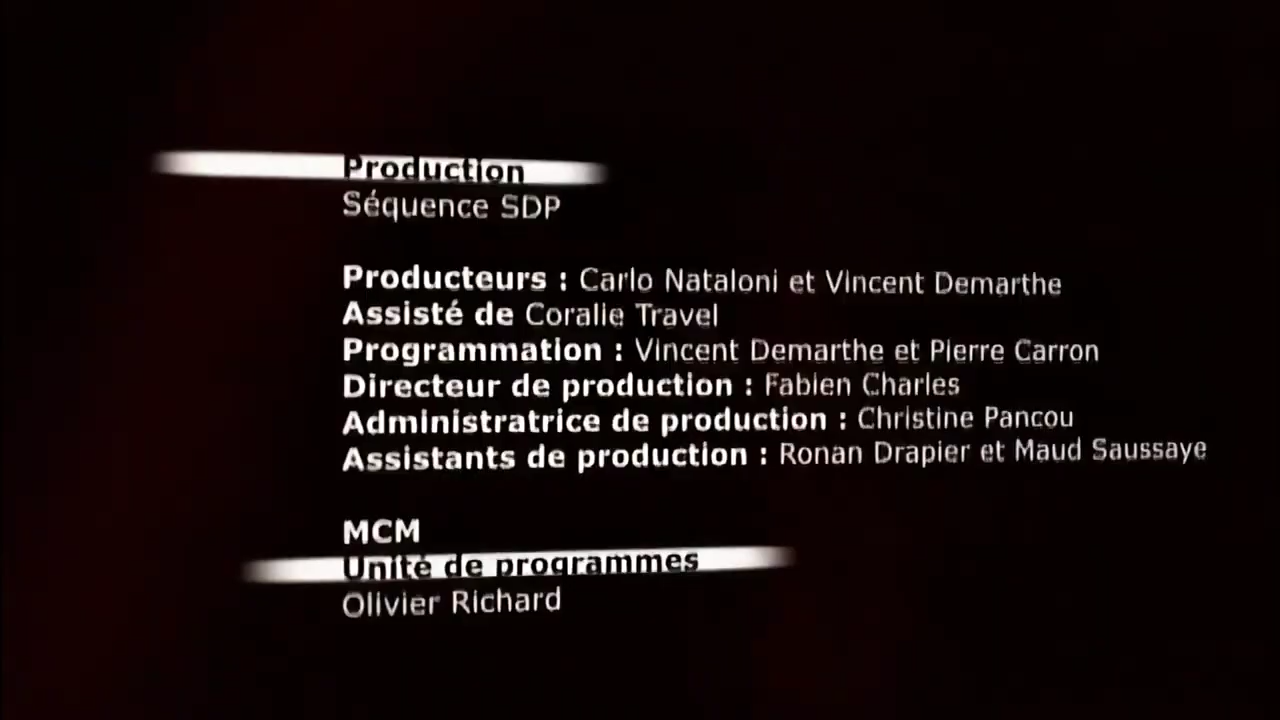 Production
Séquence SDP
Producteurs : Carlo Nataloni et Vincent Demarthe
Assisté de Coralie Travel
Programmation : Vincent Demarthe et Pierre Carron
Directeur de production : Fabien Charles
Administratrice de production : Christine Pancou
Assistants de production : Ronan Drapier et Maud Saussaye
MCM
Unité de programmes
Olivier Richard